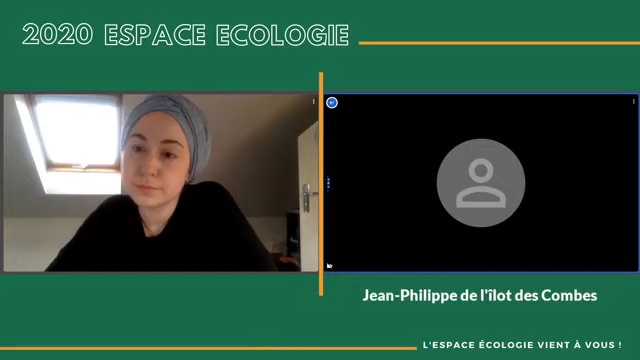 2020 ESPACE ECOLOGIE
Jean-Philippe de l'îlot des Combes
L'ESPACE ÉCOLOGIE VIENT À VOUS !